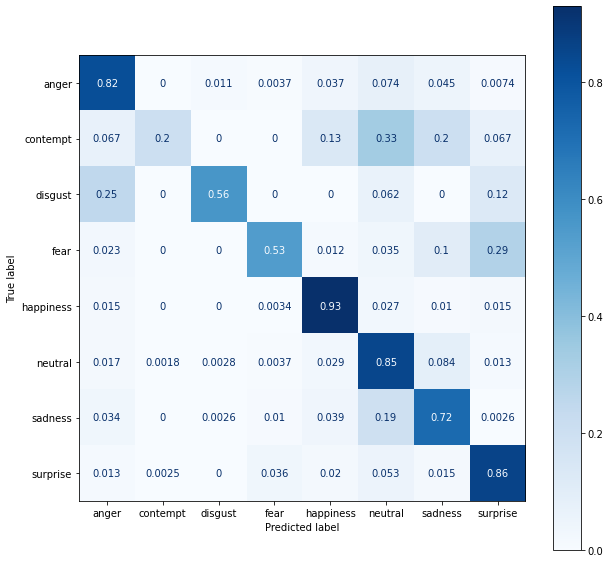 anger 0.82 0 0.011 0.0037 0.037 0.074 0.045 0.0074
contempt 0.067 0.2 0 0 0.13 0.33 0.2 0.067
disgust 0.25 0 0.56 0 0 0.062 0 0.12
fear 0.023 0 0 0.53 0.012 0.035 0.1 0.29
happiness 0.015 0 0 0.0034 0.93 0.027 0.01 0.015
neutral 0.017 0.0018 0.0028 0.0037 0.029 0.85 0.084 0.013
sadness 0.034 0 0.0026 0.01 0.039 0.19 0.72 0.0026
surprise 0.013 0.0025 0 0.036 0.02 0.053 0.015 0.86
anger contempt disgust fear happiness neutral sadness surprise
Predicted label
True label
0.8
0.6
0.4
0.2
0.0